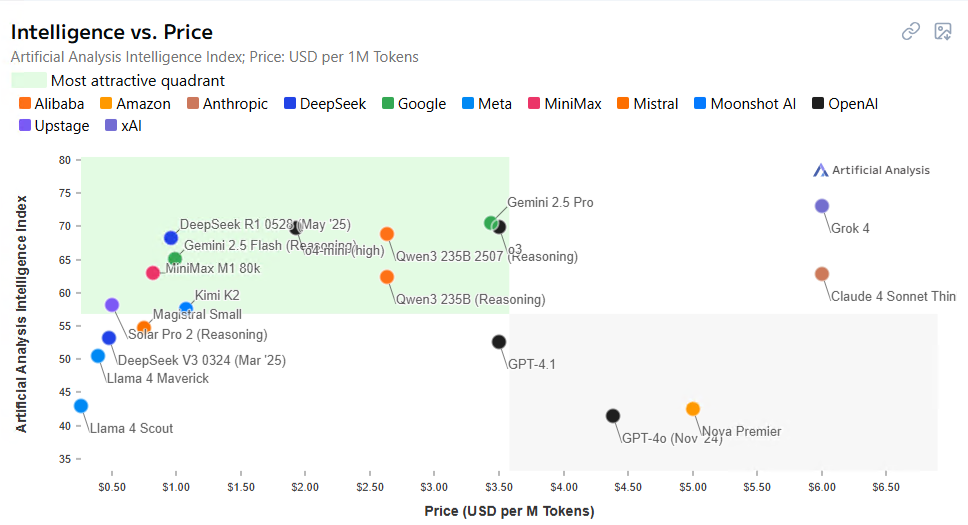 Intelligence vs. Price
Artificial Analysis Intelligence Index; Price: USD per 1M Tokens
Most attractive quadrant
Alibaba Amazon Anthropic DeepSeek Google Meta MiniMax Mistral Moonshot AI OpenAI
Upstage xAI
Artificial Analysis Intelligence Index
80
75
70
65
60
55
50
45
40
35
Artificial Analysis
Gemini 2.5 Pro
DeepSeek R1 0528 (May '25)
Grok 4
Gemini 2.5 Flash (Reasoning)
o4-mini (high)
o3
Qwen3 235B 2507 (Reasoning)
MiniMax M1 80k
Kimi K2
Qwen3 235B (Reasoning)
Claude 4 Sonnet Thin
Magistral Small
Solar Pro 2 (Reasoning)
DeepSeek V3 0324 (Mar '25)
GPT-4.1
Llama 4 Maverick
Llama 4 Scout
Nova Premier
GPT-4o (Nov '24)
$0.50 $1.00 $1.50 $2.00 $2.50 $3.00 $3.50 $4.00 $4.50 $5.00 $5.50 $6.00 $6.50
Price (USD per M Tokens)